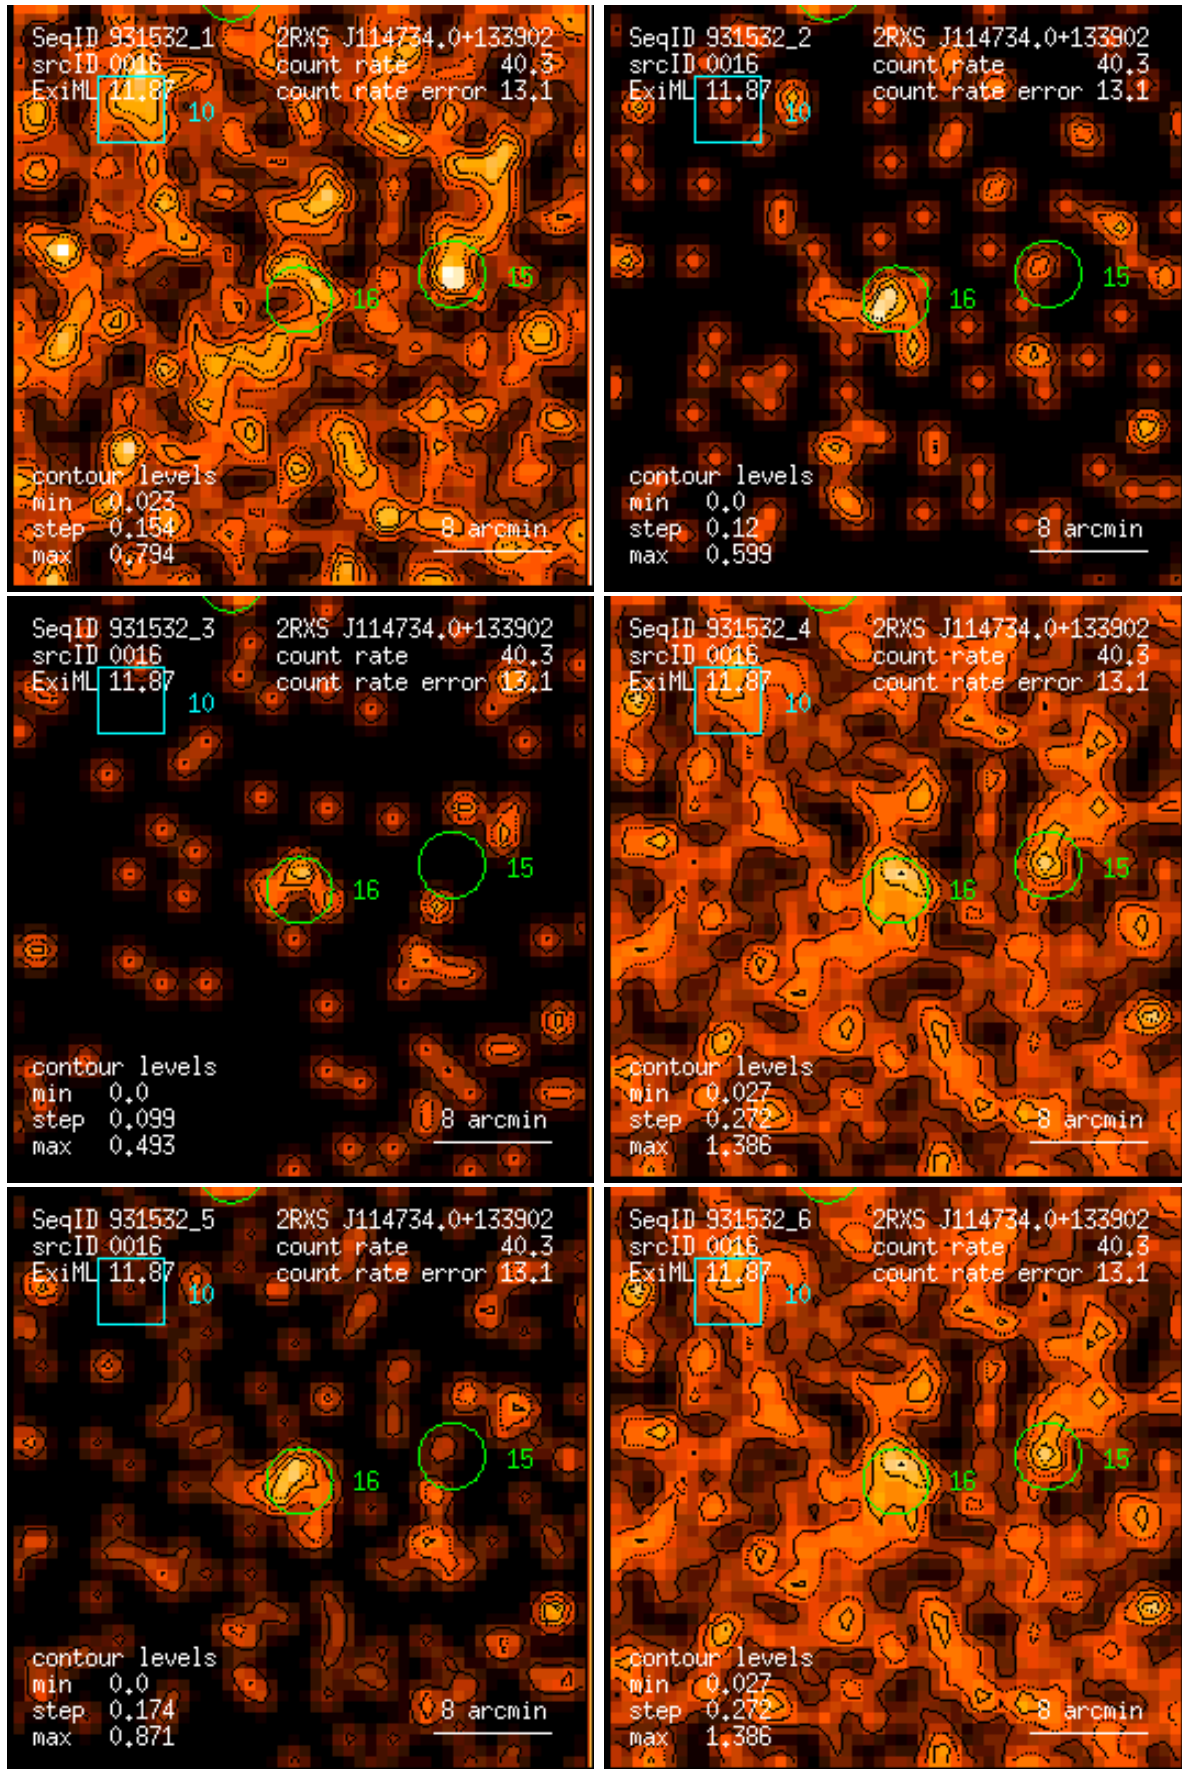 SeqID 931532_1 2RXS J114734.0+133902
srcID 0016 count rate 40.3
ExiML 11.87 count rate error 13.1
10
15
16
contour levels
min 0.023
step 0.154 8 arcmin
max 0.794
SeqID 931532_2 2RXS J114734.0+133902
srcID 0016 count rate 40.3
ExiML 11.87 count rate error 13.1
10
15
16
contour levels
min 0.0
step 0.12 8 arcmin
max 0.599
SeqID 931532_3 2RXS J114734.0+133902
srcID 0016 count rate 40.3
ExiML 11.87 count rate error 13.1
10
15
16
contour levels
min 0.0
step 0.099 8 arcmin
max 0.493
SeqID 931532_4 2RXS J114734.0+133902
srcID 0016 count rate 40.3
ExiML 11.87 count rate error 13.1
10
15
16
contour levels
min 0.027
step 0.272 8 arcmin
max 1.386
SeqID 931532_5 2RXS J114734.0+133902
srcID 0016 count rate 40.3
ExiML 11.87 count rate error 13.1
10
15
16
contour levels
min 0.0
step 0.174 8 arcmin
max 0.871
SeqID 931532_6 2RXS J114734.0+133902
srcID 0016 count rate 40.3
ExiML 11.87 count rate error 13.1
10
15
16
contour levels
min 0.027
step 0.272 8 arcmin
max 1.386